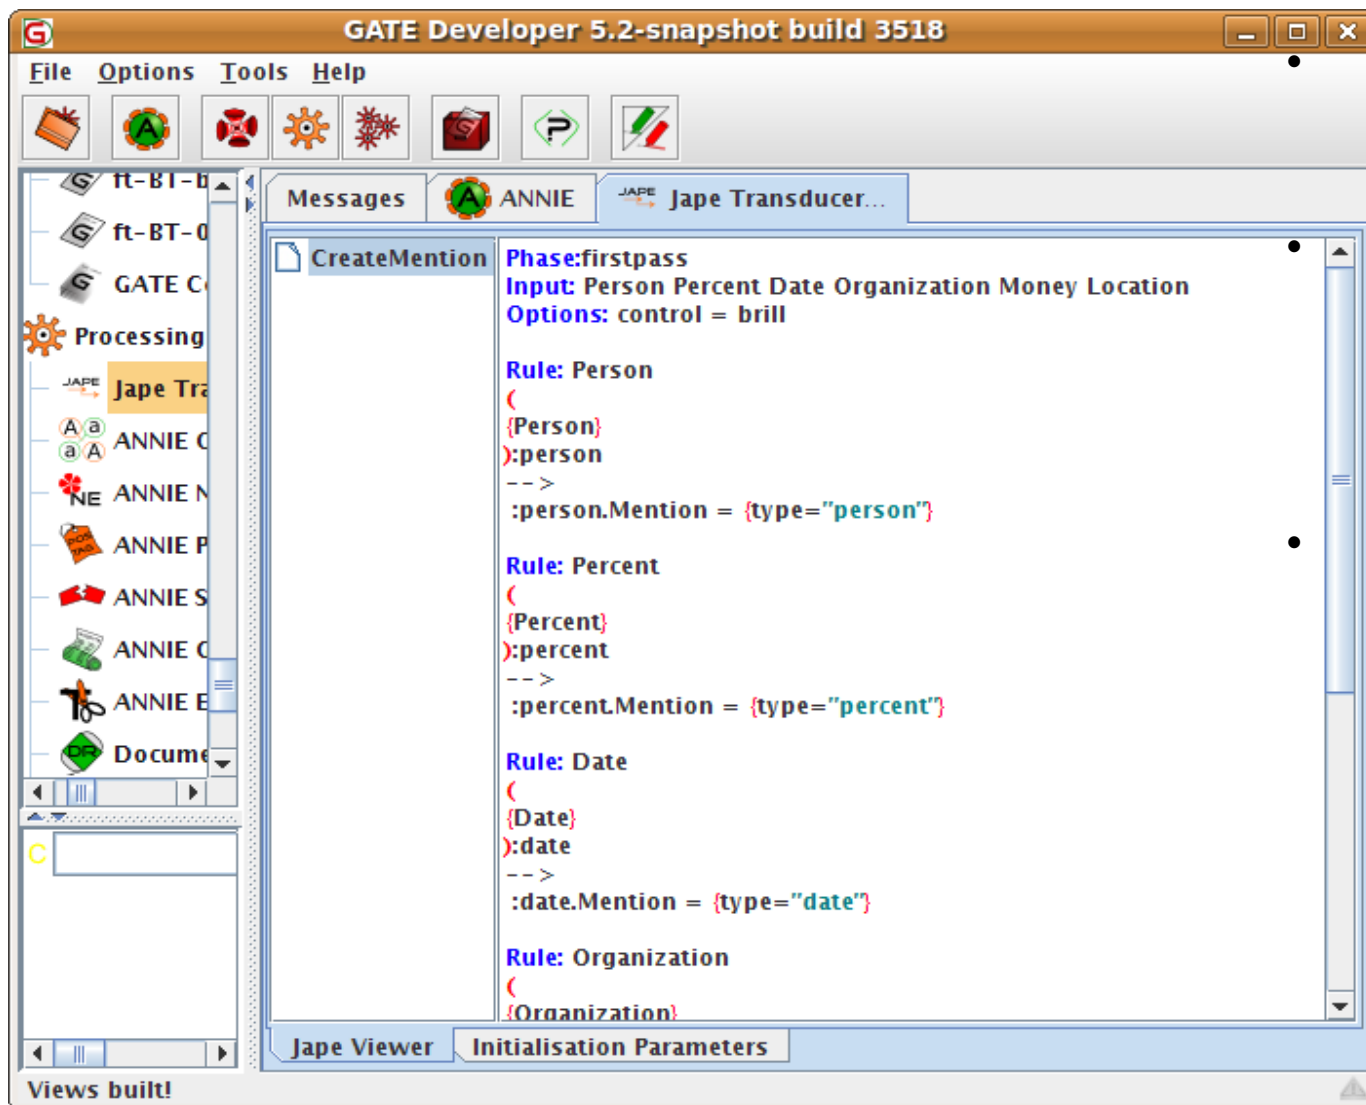 GATE Developer 5.2-snapshot build 3518
File Options Tools Help
Messages ANNIE Jape Transducer...
ft-BT-b
ft-BT-0
GATE C
Processing
Jape Tra
ANNIE C
ANNIE N
ANNIE P
ANNIE S
ANNIE C
ANNIE E
Docume
C
CreateMention
Phase:firstpass
Input: Person Percent Date Organization Money Location
Options: control = brill
Rule: Person
(
{Person}
):person
-->
:person.Mention = {type="person"}
Rule: Percent
(
{Percent}
):percent
-->
:percent.Mention = {type="percent"}
Rule: Date
(
{Date}
):date
-->
:date.Mention = {type="date"}
Rule: Organization
(
{Organization}
Jape Viewer Initialisation Parameters
Views built!